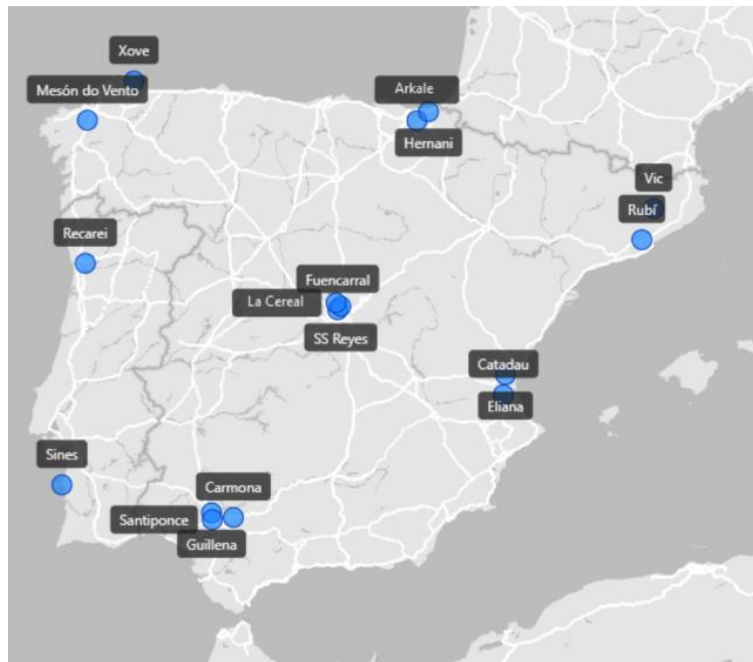 Xove
Mesón do Vento
Arkale
Hernani
Vic
Rubí
Recarei
Fuencarral
La Cereal
SS Reyes
Catadau
Eliana
Sines
Carmona
Santiponce
Guillena